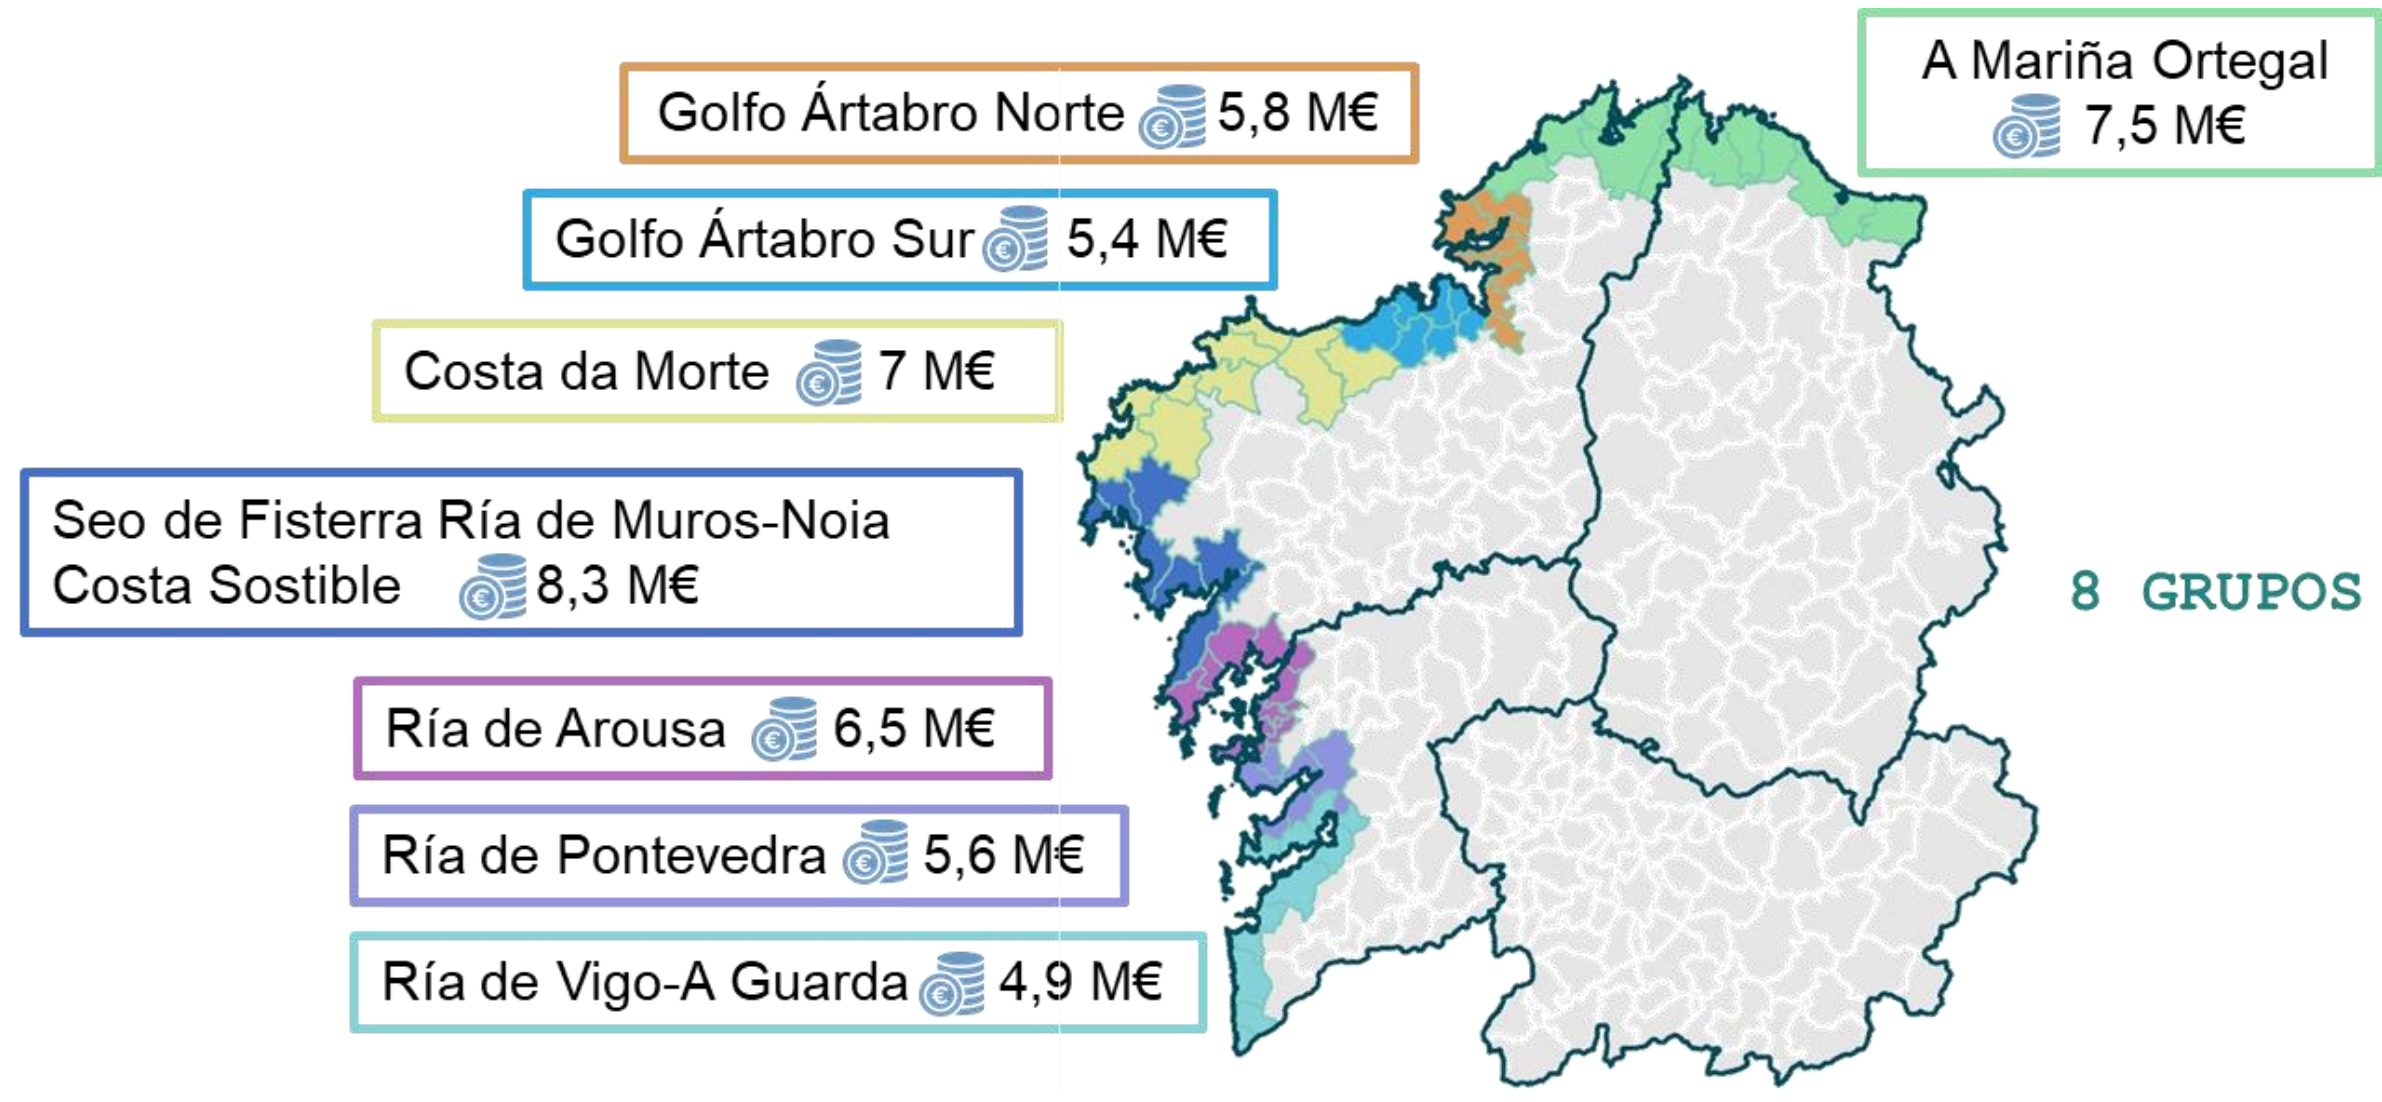 A Mariña Ortegal
7,5 M€
Golfo Ártabro Norte 5,8 M€
Golfo Ártabro Sur 5,4 M€
Costa da Morte 7 M€
Seo de Fisterra Ría de Muros-Noia
Costa Sostible 8,3 M€
8 GRUPOS
Ría de Arousa 6,5 M€
Ría de Pontevedra 5,6 M€
Ría de Vigo-A Guarda 4,9 M€